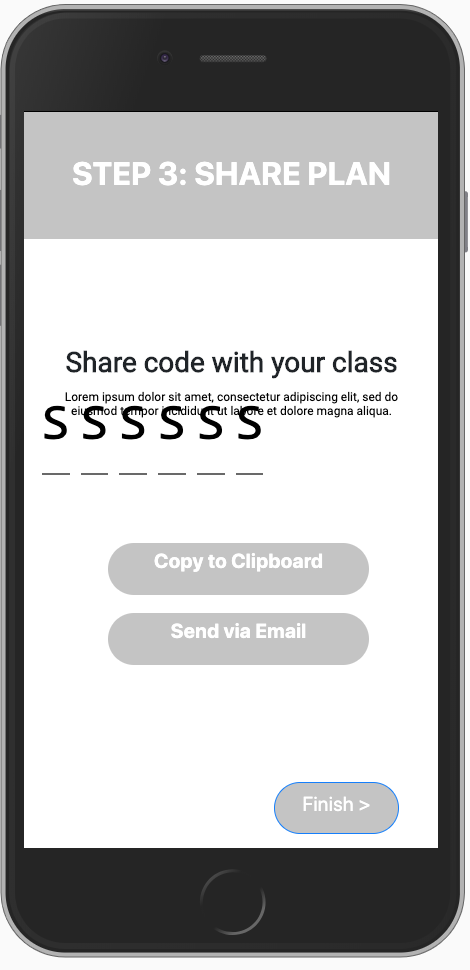 STEP 3: SHARE PLAN
Share code with your class
Lorem ipsum dolor sit amet, consectetur adipiscing elit, sed do
eiusmod tempor incididunt ut labore et dolore magna aliqua.
S S S S S S
Copy to Clipboard
Send via Email
Finish >